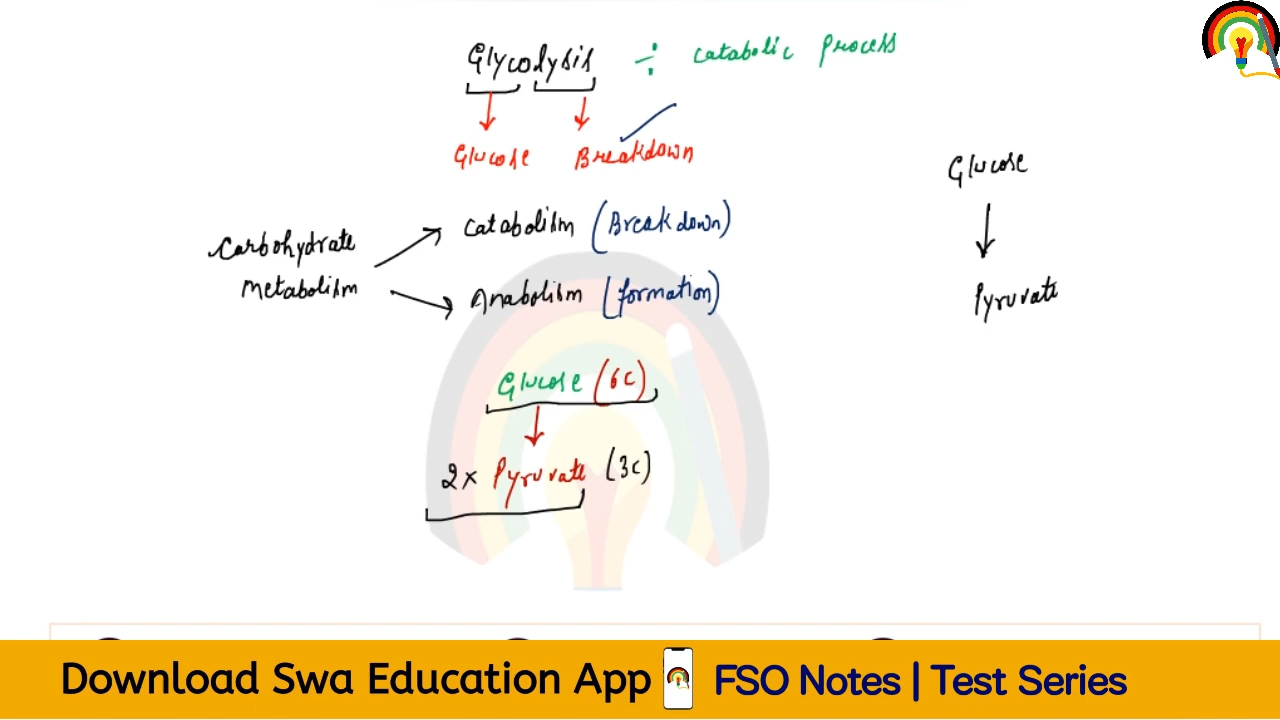 Glycolysis ÷ catabolic process
Glucose Breakdown
Glucose
Carbohydrate
Metabolism
Catabolism (Breakdown)
Anabolism (formation)
Pyruvate
Glucose (6C)
2x Pyruvate (3C)
Download Swa Education App FSO Notes | Test Series